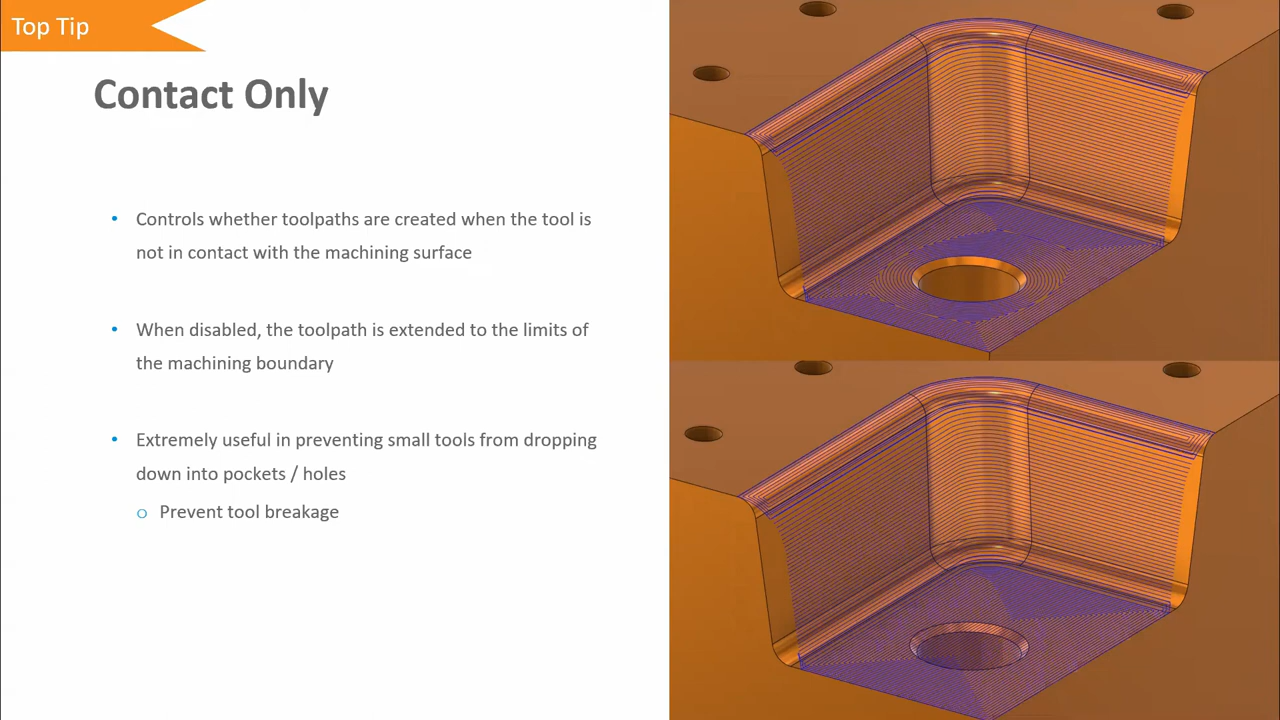 Top Tip
Contact Only
• Controls whether toolpaths are created when the tool is
not in contact with the machining surface
• When disabled, the toolpath is extended to the limits of
the machining boundary
• Extremely useful in preventing small tools from dropping
down into pockets / holes
o Prevent tool breakage